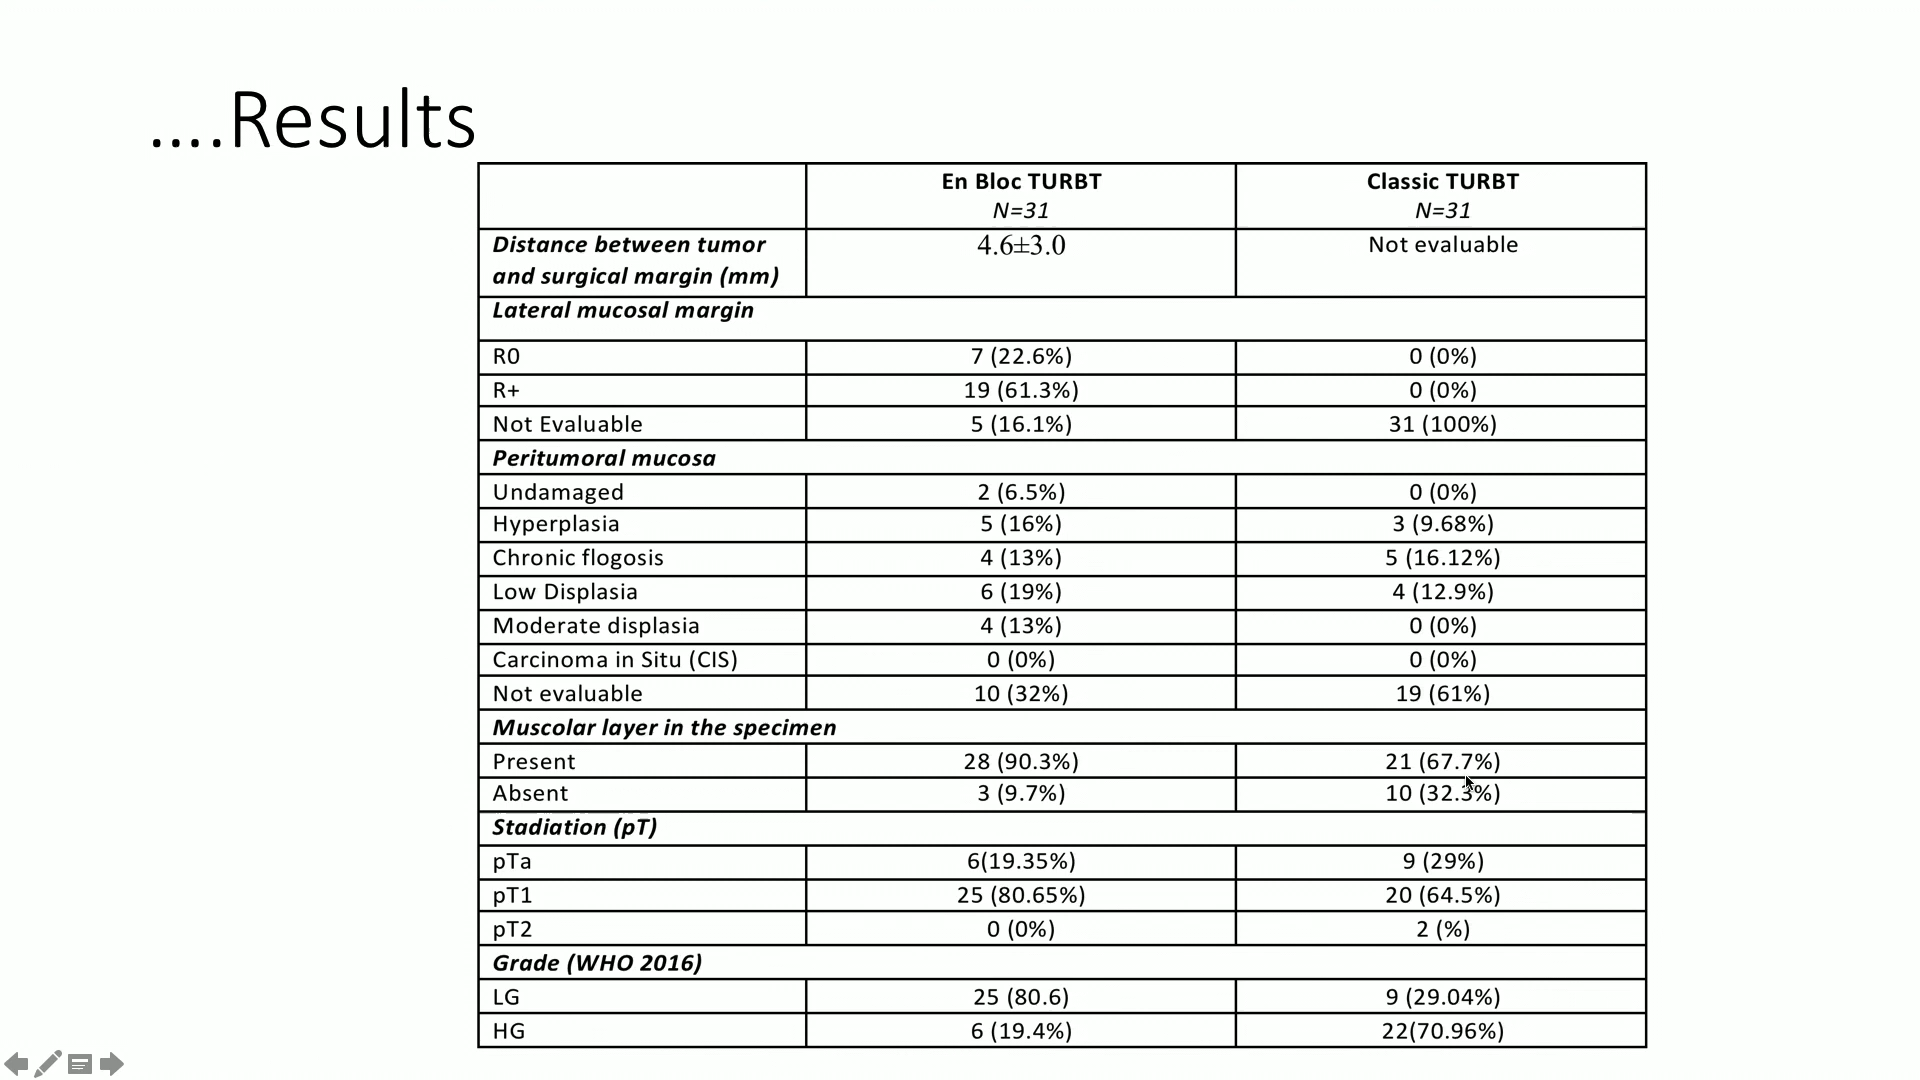 ....Results
En Bloc TURBT Classic TURBT
N=31 N=31
Distance between tumor 4.6±3.0 Not evaluable
and surgical margin (mm)
Lateral mucosal margin
R0 7 (22.6%) 0 (0%)
R+ 19 (61.3%) 0 (0%)
Not Evaluable 5 (16.1%) 31 (100%)
Peritumoral mucosa
Undamaged 2 (6.5%) 0 (0%)
Hyperplasia 5 (16%) 3 (9.68%)
Chronic flogosis 4 (13%) 5 (16.12%)
Low Displasia 6 (19%) 4 (12.9%)
Moderate displasia 4 (13%) 0 (0%)
Carcinoma in Situ (CIS) 0 (0%) 0 (0%)
Not evaluable 10 (32%) 19 (61%)
Muscolar layer in the specimen
Present 28 (90.3%) 21 (67.7%)
Absent 3 (9.7%) 10 (32.3%)
Stadiation (pT)
pTa 6(19.35%) 9 (29%)
pT1 25 (80.65%) 20 (64.5%)
pT2 0 (0%) 2 (%)
Grade (WHO 2016)
LG 25 (80.6) 9 (29.04%)
HG 6 (19.4%) 22(70.96%)